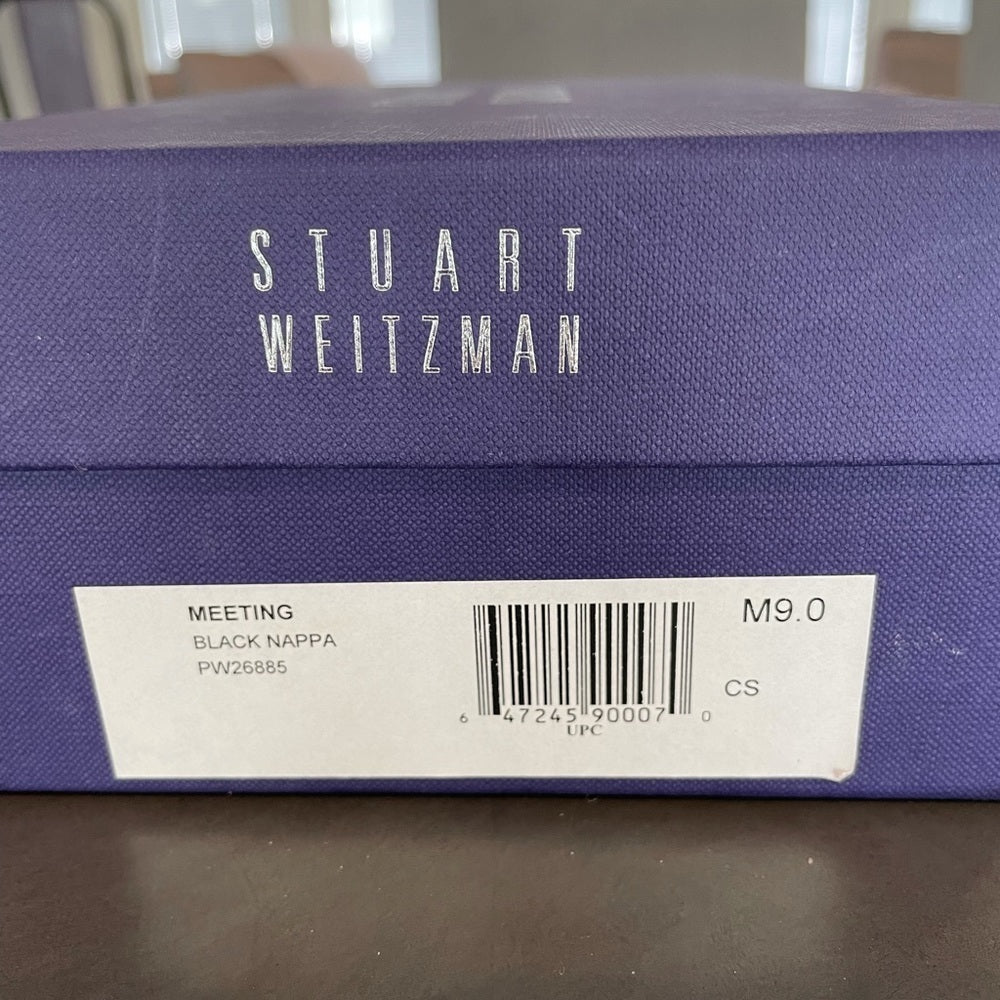 STUART
WEITZMAN
MEETING
BLACK NAPPA
PW26885
M9.0
CS
6 47245 90007 0
UPC